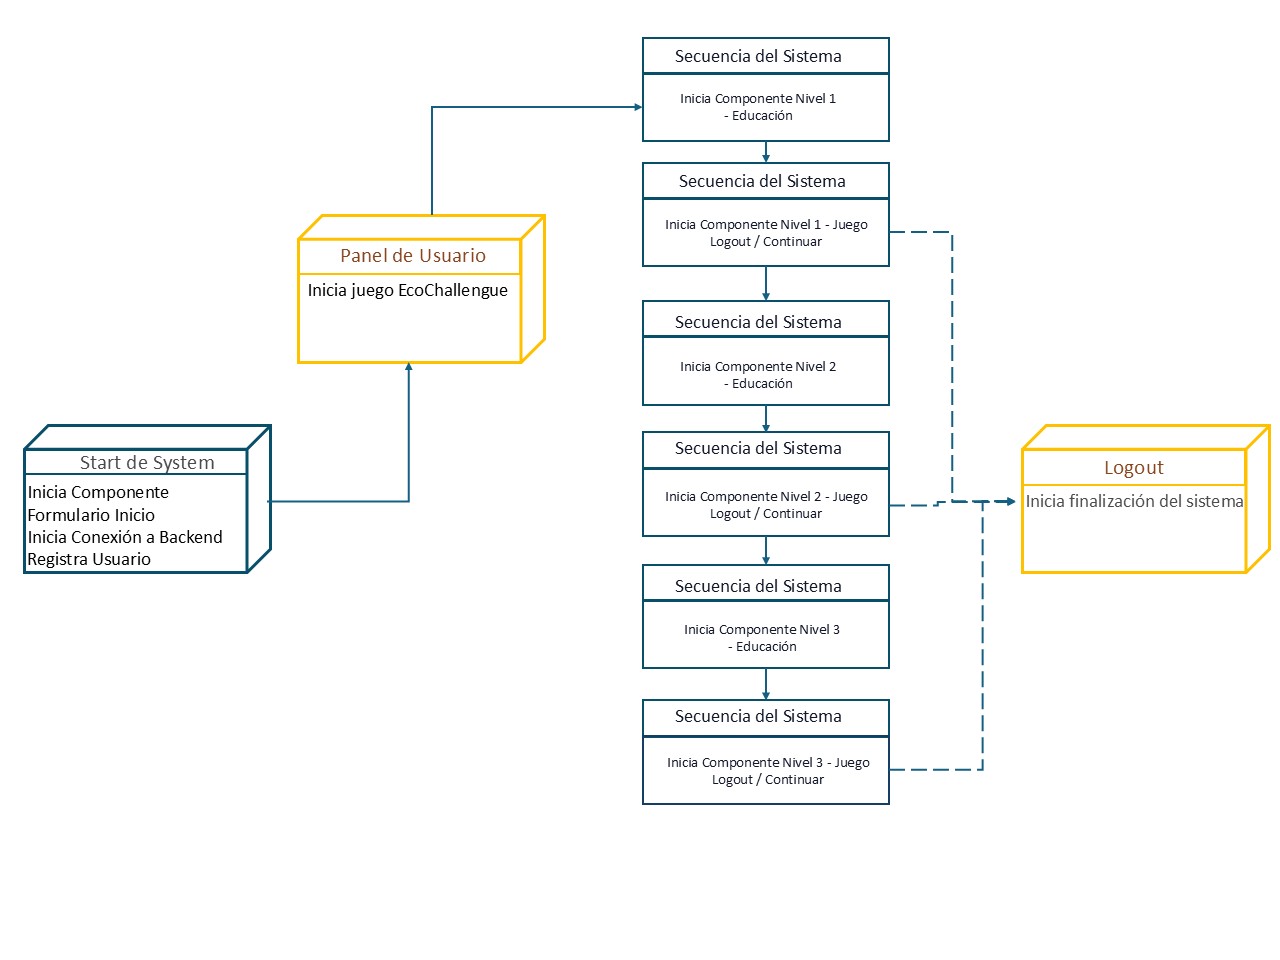 Start de System
Inicia Componente
Formulario Inicio
Inicia Conexión a Backend
Registra Usuario
Panel de Usuario
Inicia juego EcoChallengue
Secuencia del Sistema
Inicia Componente Nivel 1
- Educación
Secuencia del Sistema
Inicia Componente Nivel 1 - Juego
Logout / Continuar
Secuencia del Sistema
Inicia Componente Nivel 2
- Educación
Secuencia del Sistema
Inicia Componente Nivel 2 - Juego
Logout / Continuar
Secuencia del Sistema
Inicia Componente Nivel 3
- Educación
Secuencia del Sistema
Inicia Componente Nivel 3 - Juego
Logout / Continuar
Logout
Inicia finalización del sistema